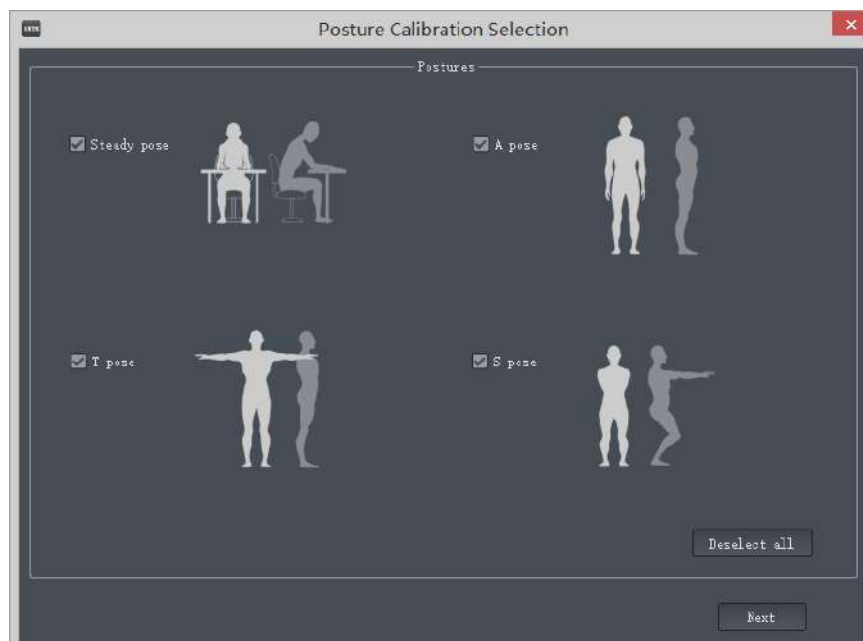 Posture Calibration Selection
Postures
Steady pose
A pose
T pose
S pose
Deselect all
Next